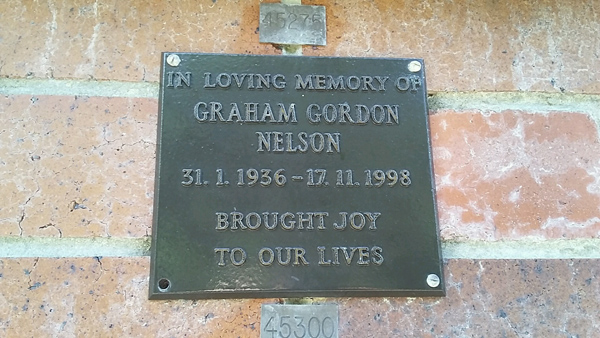 45275
IN LOVING MEMORY OF
GRAHAM GORDON
NELSON
31. 1. 1936 – 17. 11. 1998
BROUGHT JOY
TO OUR LIVES
45300